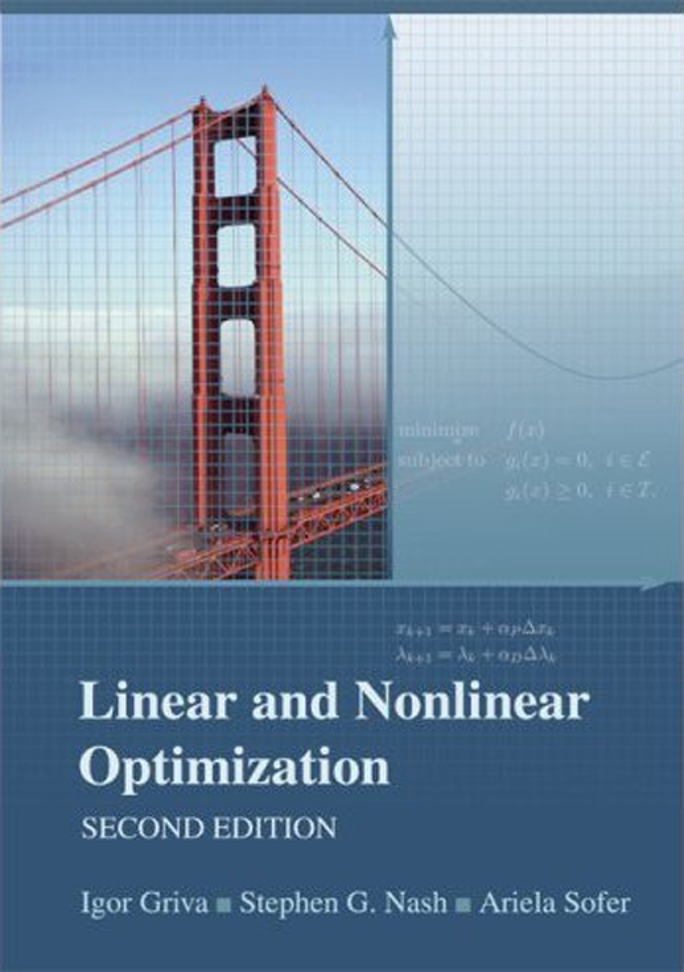 minimize f(x)
subject to g_i(x) = 0, i ∈ ℰ
g_i(x) ≥ 0, i ∈ ℐ.
x_{k+1} = x_k + α_P Δx_k
λ_{k+1} = λ_k + α_D Δλ_k
Linear and Nonlinear
Optimization
SECOND EDITION
Igor Griva ■ Stephen G. Nash ■ Ariela Sofer